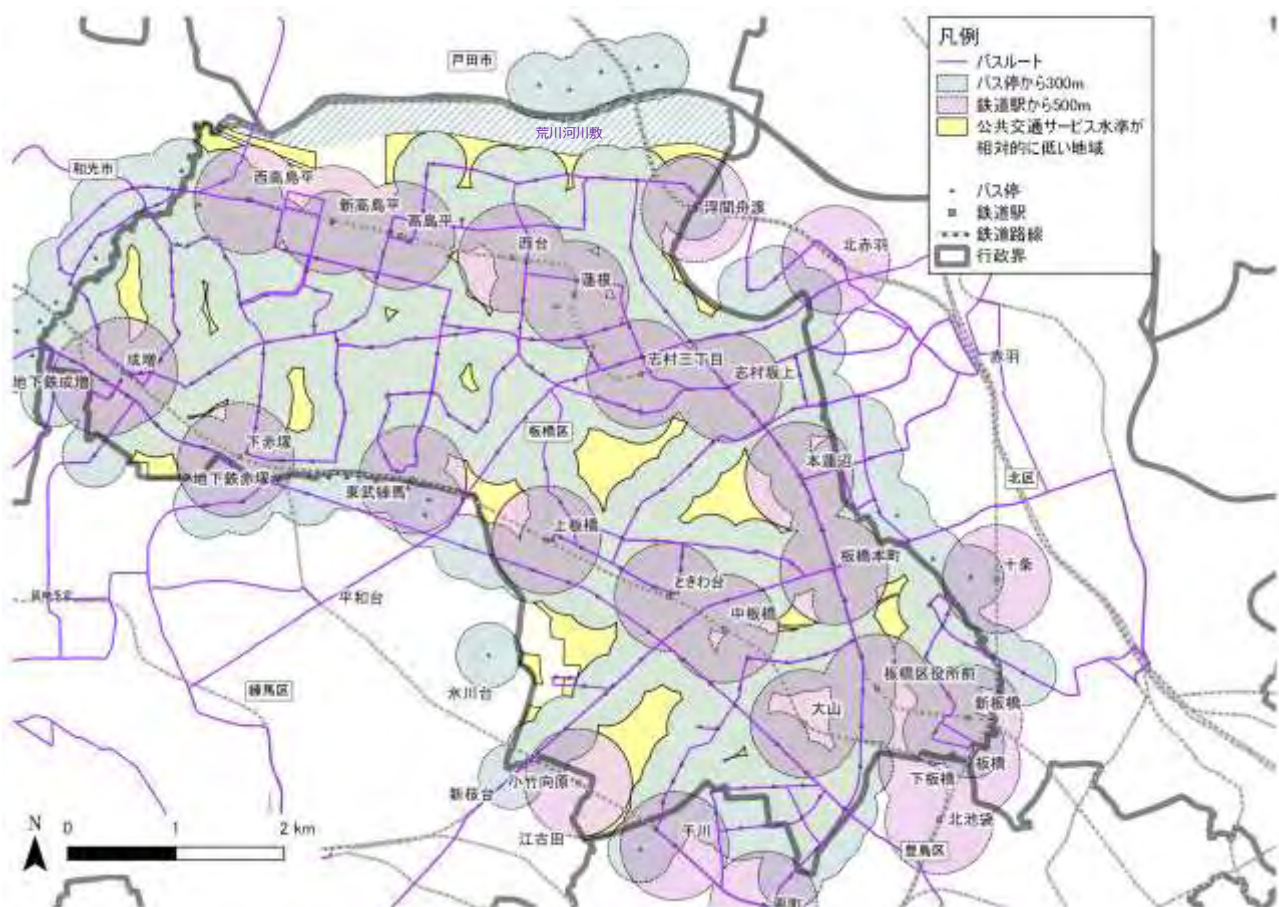 凡例
バスルート
バス停から300m
鉄道駅から500m
公共交通サービス水準が
相対的に低い地域
バス停
鉄道駅
鉄道路線
行政界
戸田市
荒川河川敷
和光市
西高島平
新高島平
高島平
西台
浮間舟渡
北赤羽
蓮根
赤羽
志村三丁目
志村坂上
成増
地下鉄成増
板橋区
下赤塚
地下鉄赤塚
東武練馬
本蓮沼
北区
上板橋
板橋本町
十条
ときわ台
中板橋
平和台
氷川台
練馬区
板橋区役所前
新板橋
大山
板橋
下板橋
小竹向原
新桜台
北池袋
江古田
千川
豊島区
N
0 1 2 km